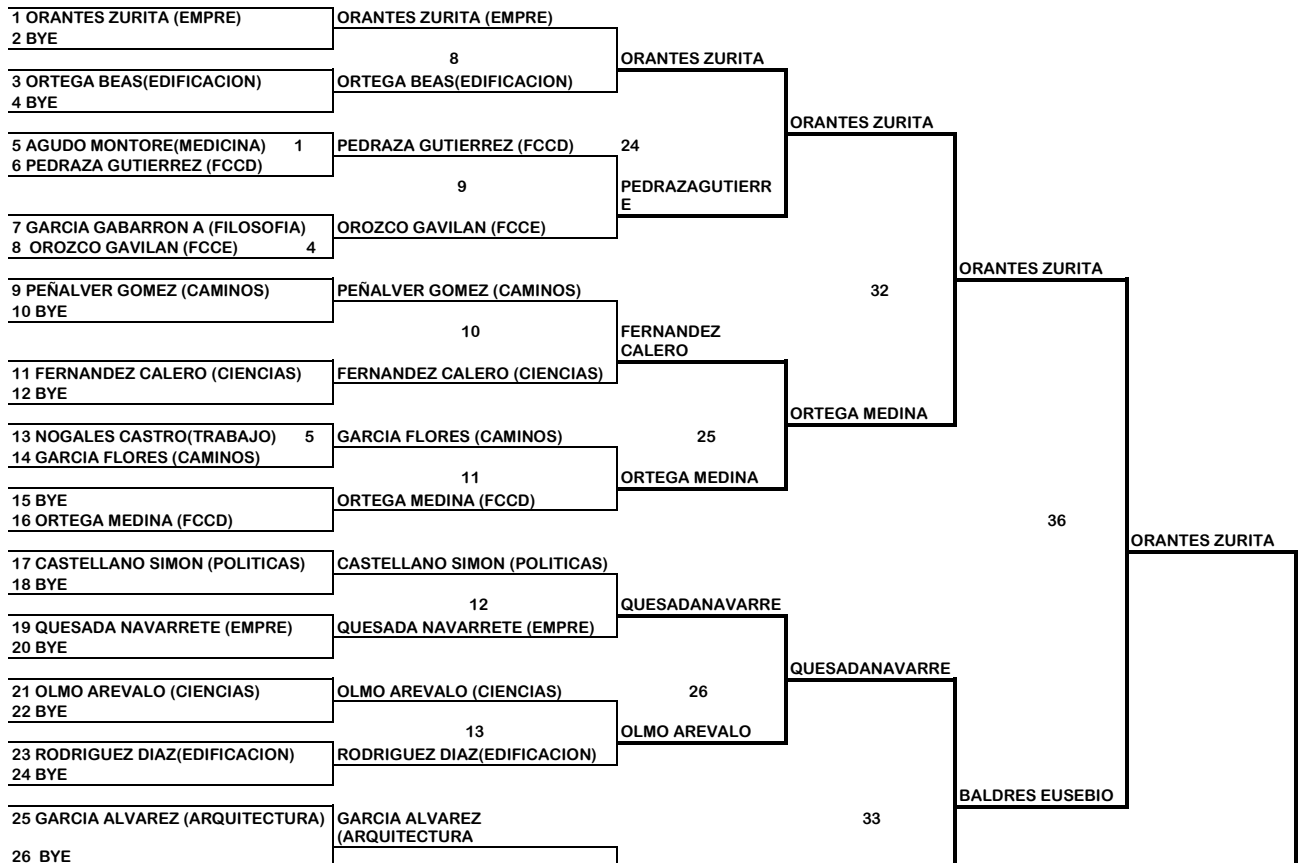 1 ORANTES ZURITA (EMPRE) ORANTES ZURITA (EMPRE)
2 BYE
8 ORANTES ZURITA
3 ORTEGA BEAS(EDIFICACION) ORTEGA BEAS(EDIFICACION)
4 BYE
ORANTES ZURITA
5 AGUDO MONTORE(MEDICINA) 1 PEDRAZA GUTIERREZ (FCCD) 24
6 PEDRAZA GUTIERREZ (FCCD)
9 PEDRAZAGUTIERR
E
7 GARCIA GABARRON A (FILOSOFIA) OROZCO GAVILAN (FCCE)
8 OROZCO GAVILAN (FCCE) 4
ORANTES ZURITA
9 PEÑALVER GOMEZ (CAMINOS) PEÑALVER GOMEZ (CAMINOS) 32
10 BYE
10 FERNANDEZ
CALERO
11 FERNANDEZ CALERO (CIENCIAS) FERNANDEZ CALERO (CIENCIAS)
12 BYE
ORTEGA MEDINA
13 NOGALES CASTRO(TRABAJO) 5 GARCIA FLORES (CAMINOS) 25
14 GARCIA FLORES (CAMINOS)
11 ORTEGA MEDINA
15 BYE ORTEGA MEDINA (FCCD)
16 ORTEGA MEDINA (FCCD) 36
ORANTES ZURITA
17 CASTELLANO SIMON (POLITICAS) CASTELLANO SIMON (POLITICAS)
18 BYE
12 QUESADANAVARRE
19 QUESADA NAVARRETE (EMPRE) QUESADA NAVARRETE (EMPRE)
20 BYE
QUESADANAVARRE
21 OLMO AREVALO (CIENCIAS) OLMO AREVALO (CIENCIAS) 26
22 BYE
13 OLMO AREVALO
23 RODRIGUEZ DIAZ(EDIFICACION) RODRIGUEZ DIAZ(EDIFICACION)
24 BYE
BALDRES EUSEBIO
25 GARCIA ALVAREZ (ARQUITECTURA) GARCIA ALVAREZ 33
(ARQUITECTURA
26 BYE